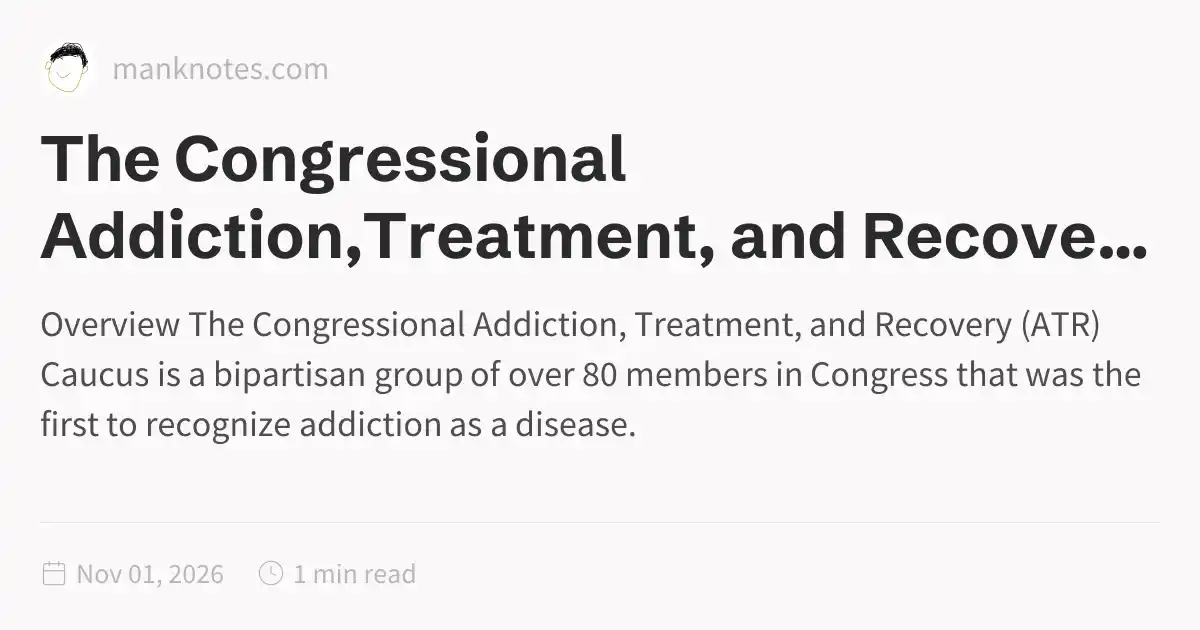 manknotes.com
The Congressional
Addiction,Treatment, and Recove...
Overview The Congressional Addiction, Treatment, and Recovery (ATR)
Caucus is a bipartisan group of over 80 members in Congress that was the
first to recognize addiction as a disease.
Nov 01, 2026 1 min read